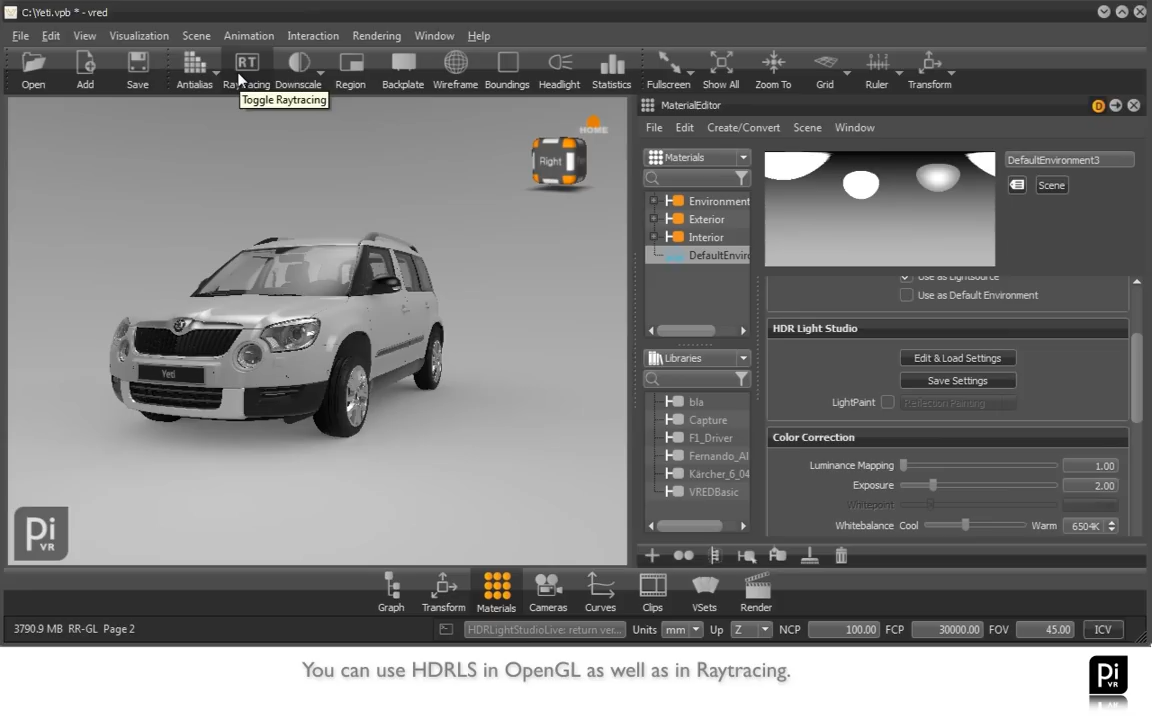 C:\Yeti.vpb * - vred
File Edit View Visualization Scene Animation Interaction Rendering Window Help
Open Add Save Antialias Raytracing Downscale Region Backplate Wireframe Boundings Headlight Statistics Fullscreen Show All Zoom To Grid Ruler Transform
Toggle Raytracing
MaterialEditor
D
HOME
File Edit Create/Convert Scene Window
Right
Materials
DefaultEnvironment3
Scene
Environment
Exterior
Interior
DefaultEnvirc
Use as Lightsource
Use as Default Environment
HDR Light Studio
Edit & Load Settings
Save Settings
LightPaint Reflection Painting
Libraries
bla
Capture
F1_Driver
Fernando_Al
Kärcher_6_04
VREDBasic
Color Correction
Luminance Mapping 1.00
Exposure 2.00
Whitepoint
Whitebalance Cool Warm 6504K
Yeti
Pi
VR
Graph Transform Materials Cameras Curves Clips VSets Render
3790.9 MB RR-GL Page 2
HDRLightStudioLive: return ver... Units mm Up Z NCP 100.00 FCP 30000.00 FOV 45.00 ICV
You can use HDRLS in OpenGL as well as in Raytracing.
Pi
VR